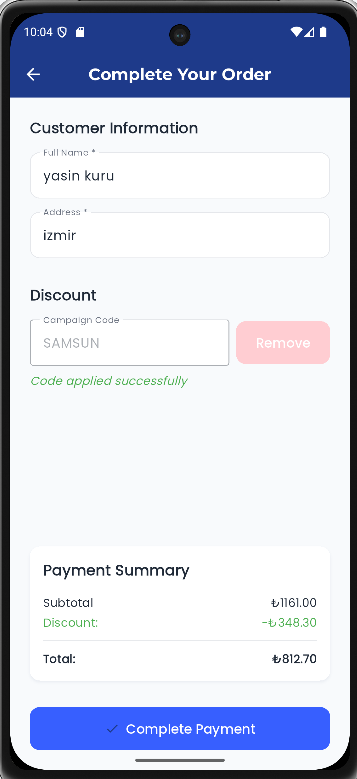 10:04
Complete Your Order
Customer Information
Full Name *
yasin kuru
Address *
izmir
Discount
Campaign Code
SAMSUN
Remove
Code applied successfully
Payment Summary
Subtotal ₺1161.00
Discount: -₺348.30
Total: ₺812.70
Complete Payment